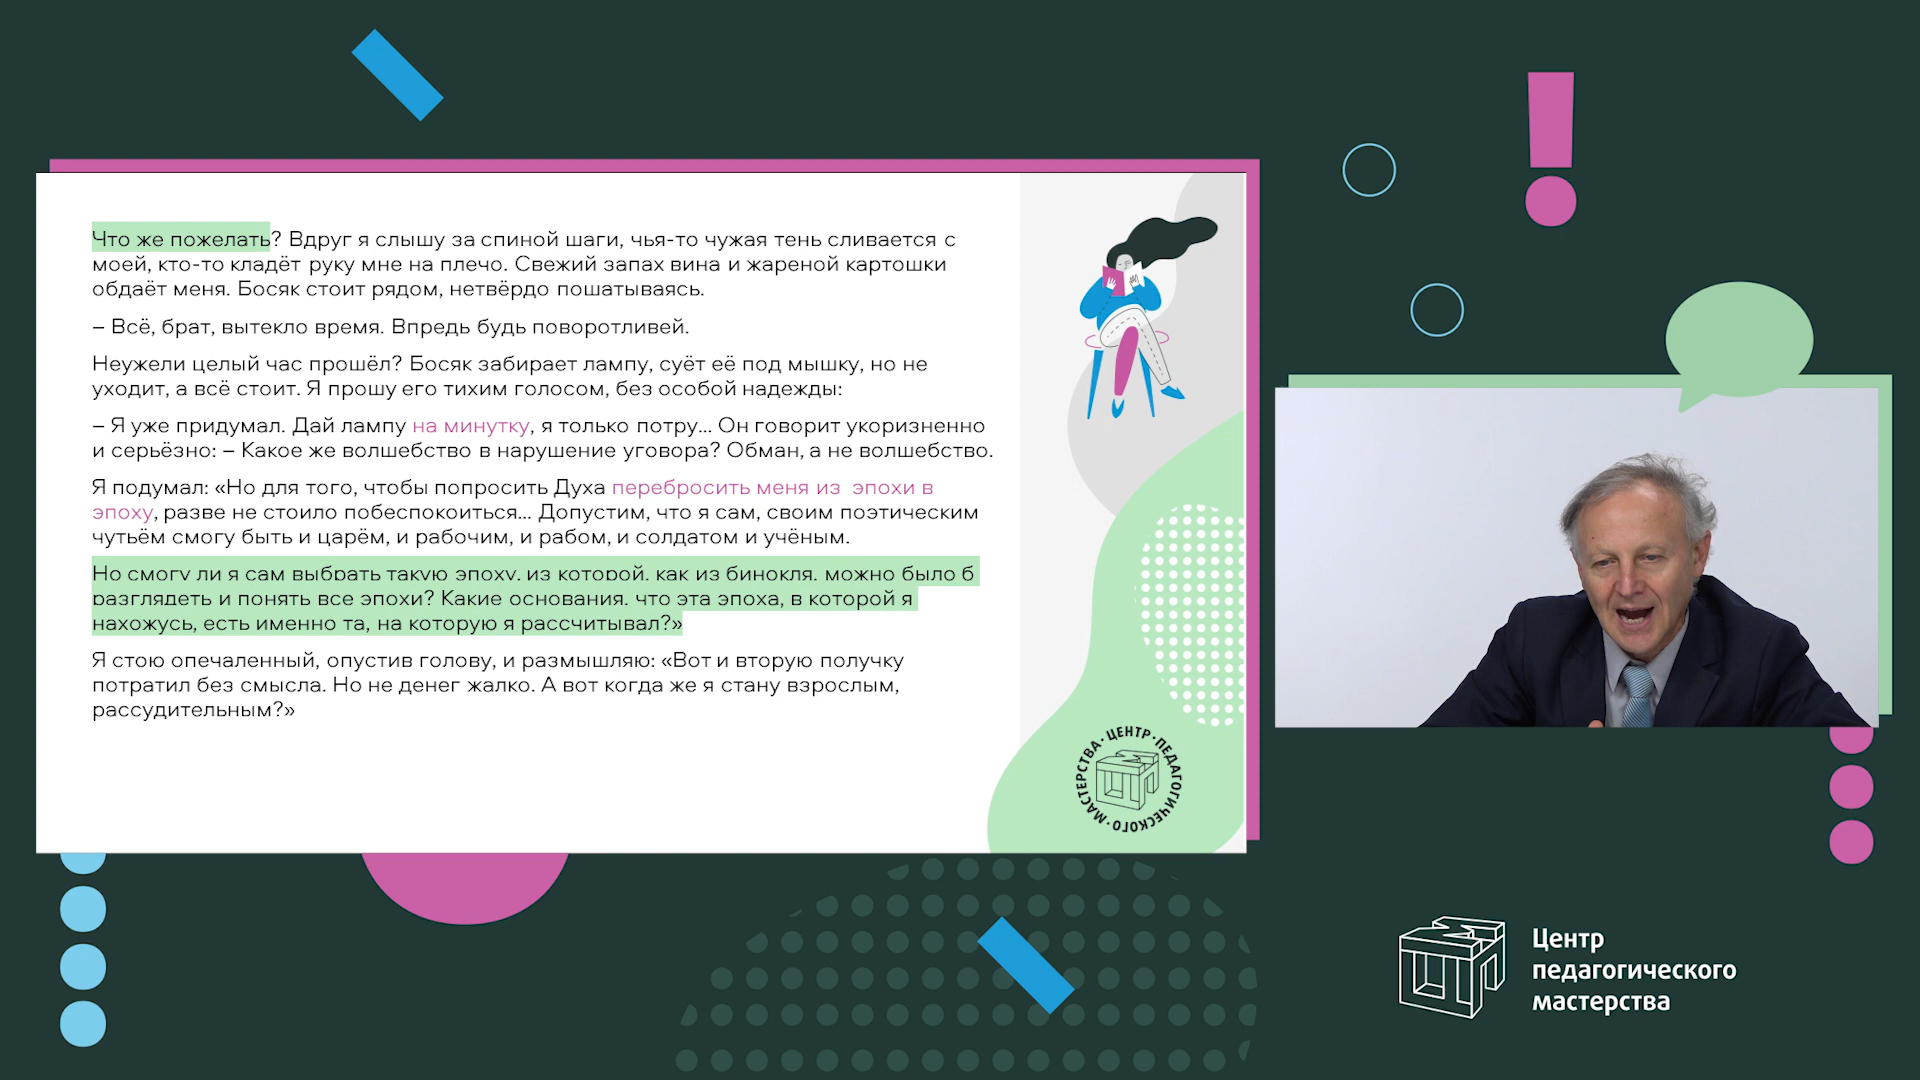 Что же пожелать? Вдруг я слышу за спиной шаги, чья-то чужая тень сливается с
моей, кто-то кладёт руку мне на плечо. Свежий запах вина и жареной картошки
обдаёт меня. Босяк стоит рядом, нетвёрдо пошатываясь.
– Всё, брат, вытекло время. Впредь будь поворотливей.
Неужели целый час прошёл? Босяк забирает лампу, суёт её под мышку, но не
уходит, а всё стоит. Я прошу его тихим голосом, без особой надежды:
– Я уже придумал. Дай лампу на минутку, я только потру... Он говорит укоризненно
и серьёзно: – Какое же волшебство в нарушение уговора? Обман, а не волшебство.
Я подумал: «Но для того, чтобы попросить Духа перебросить меня из эпохи в
эпоху, разве не стоило побеспокоиться... Допустим, что я сам, своим поэтическим
чутьём смогу быть и царём, и рабочим, и рабом, и солдатом и учёным.
Но смогу ли я сам выбрать такую эпоху, из которой, как из бинокля, можно было б
разглядеть и понять все эпохи? Какие основания, что эта эпоха, в которой я
нахожусь, есть именно та, на которую я рассчитывал?»
Я стою опечаленный, опустив голову, и размышляю: «Вот и вторую получку
потратил без смысла. Но не денег жалко. А вот когда же я стану взрослым,
рассудительным?»
ЦЕНТР · ПЕДАГОГИЧЕСКОГО · МАСТЕРСТВА ·
Центр
педагогического
мастерства